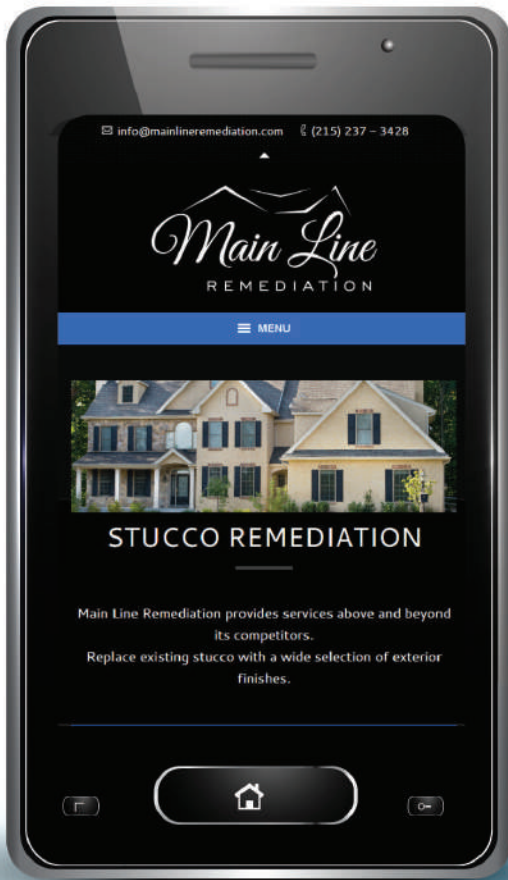 info@mainlineremediation.com (215) 237 – 3428
Main Line
REMEDIATION
MENU
STUCCO REMEDIATION
Main Line Remediation provides services above and beyond
its competitors.
Replace existing stucco with a wide selection of exterior
finishes.